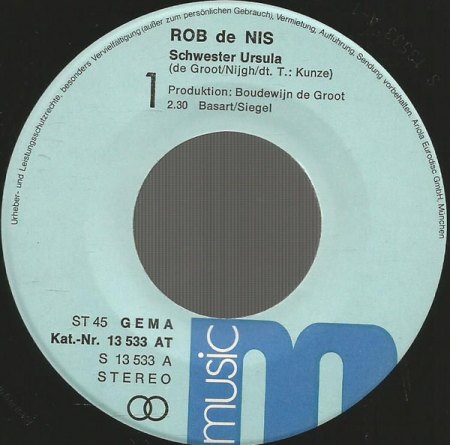 Urheber- und Leistungsschutzrechte, besonders Vervielfältigung (außer zum persönlichen Gebrauch), Vermietung, Aufführung, Sendung vorbehalten. Ariola Eurodisc GmbH, München
ROB de NIS
Schwester Ursula
(de Groot/Nijgh/dt. T.: Kunze)
1
Produktion: Boudewijn de Groot
2.30 Basart/Siegel
ST 45 GEMA
Kat.-Nr. 13 533 AT
S 13 533 A
STEREO
music
m